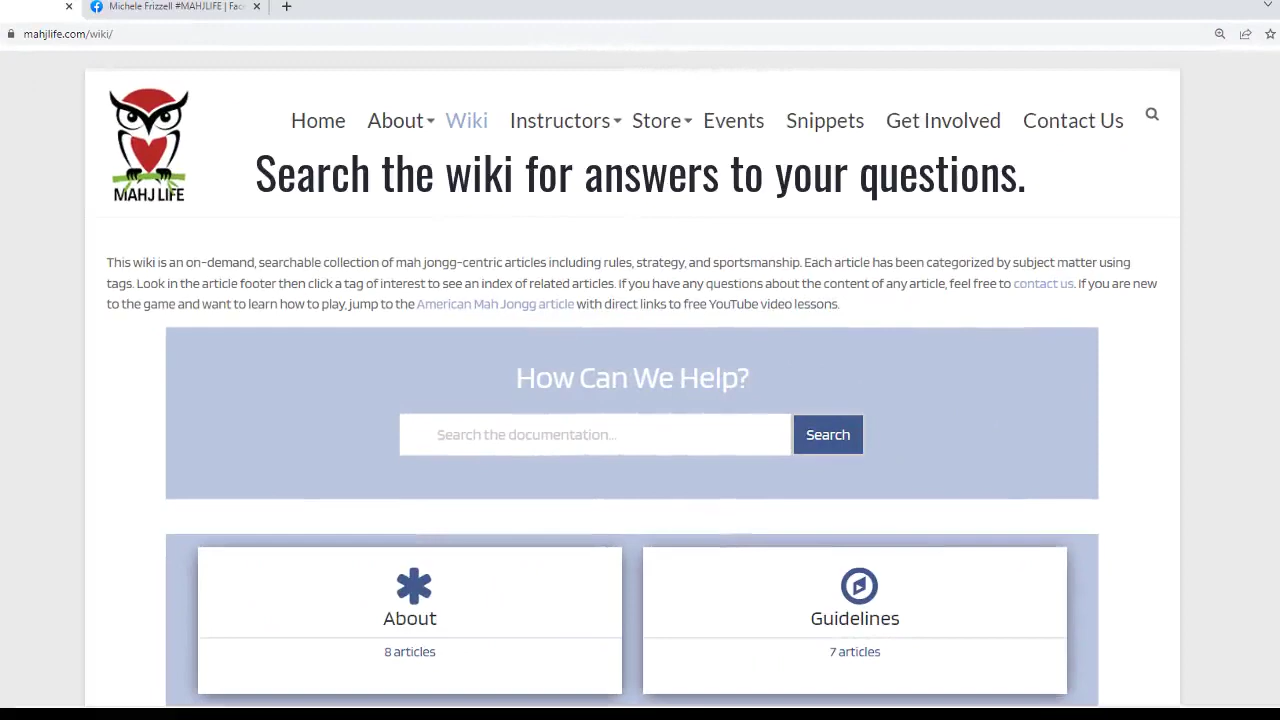 Michele Frizzell #MAHJLIFE | Fac
mahjlife.com/wiki/
MAHJ LIFE
Home About Wiki Instructors Store Events Snippets Get Involved Contact Us
Search the wiki for answers to your questions.
This wiki is an on-demand, searchable collection of mah jongg-centric articles including rules, strategy, and sportsmanship. Each article has been categorized by subject matter using
tags. Look in the article footer then click a tag of interest to see an index of related articles. If you have any questions about the content of any article, feel free to contact us. If you are new
to the game and want to learn how to play, jump to the American Mah Jongg article with direct links to free YouTube video lessons.
How Can We Help?
Search the documentation...
Search
About
8 articles
Guidelines
7 articles